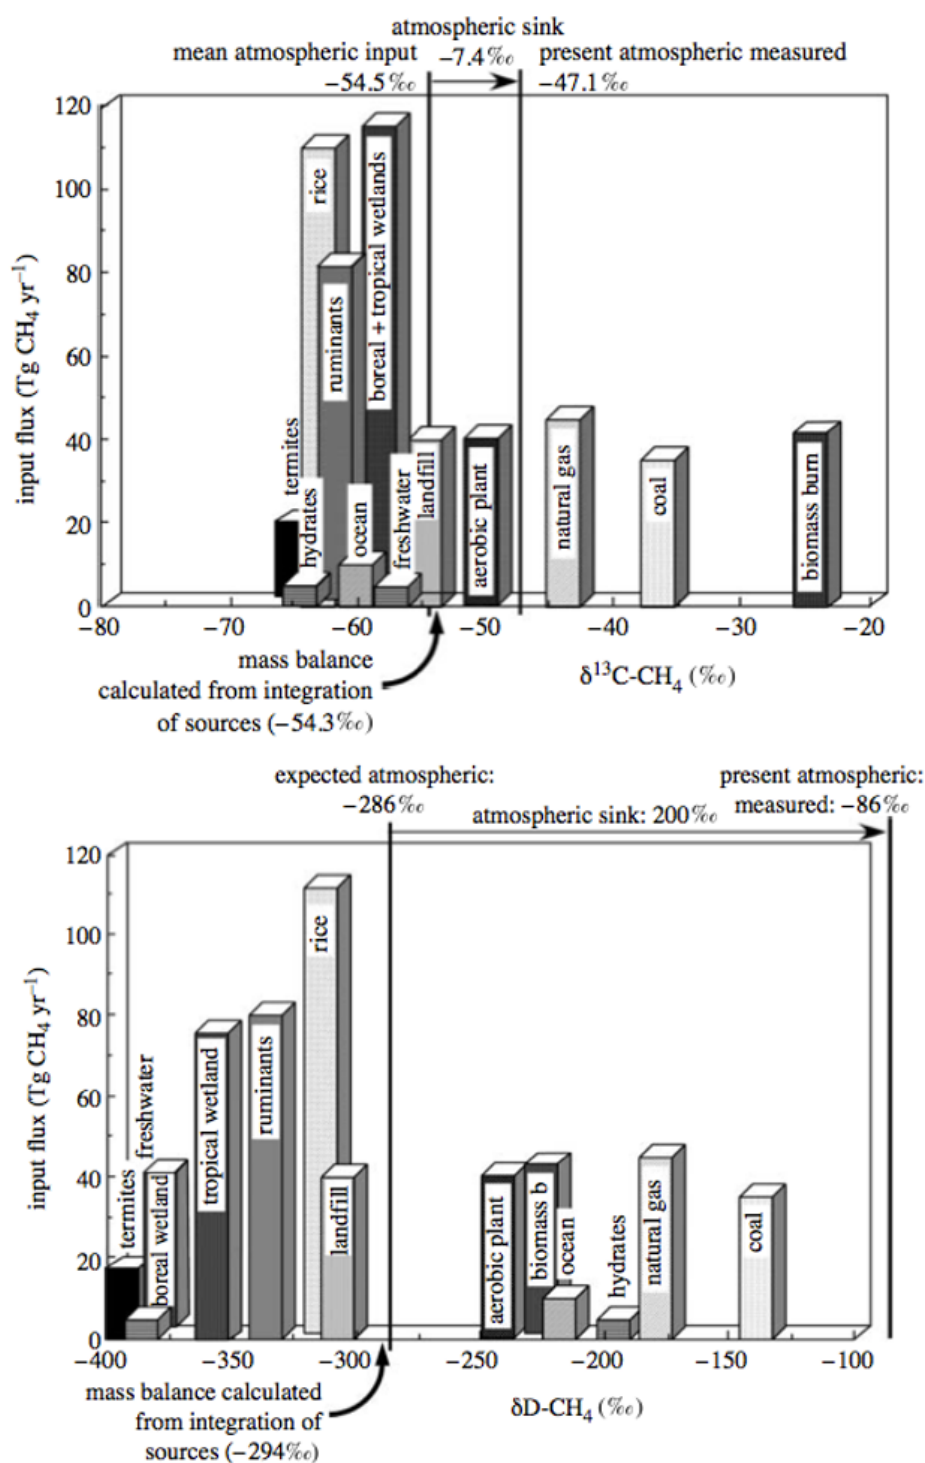 atmospheric sink
mean atmospheric input
−7.4‰
present atmospheric measured
−54.5‰
−47.1‰
120
100
80
60
40
20
0
input flux (Tg CH₄ yr⁻¹)
termites
hydrates
rice
ruminants
ocean
boreal + tropical wetlands
freshwater
landfill
aerobic plant
natural gas
coal
biomass burn
−80
−70
−60
−50
−40
−30
−20
mass balance
calculated from integration
of sources (−54.3‰)
δ¹³C-CH₄ (‰)
expected atmospheric:
−286‰
present atmospheric:
measured: −86‰
atmospheric sink: 200‰
120
100
80
60
40
20
0
input flux (Tg CH₄ yr⁻¹)
termites
freshwater
boreal wetland
tropical wetland
ruminants
rice
landfill
aerobic plant
biomass b
ocean
hydrates
natural gas
coal
−400
−350
−300
−250
−200
−150
−100
mass balance calculated
from integration of
sources (−294‰)
δD-CH₄ (‰)